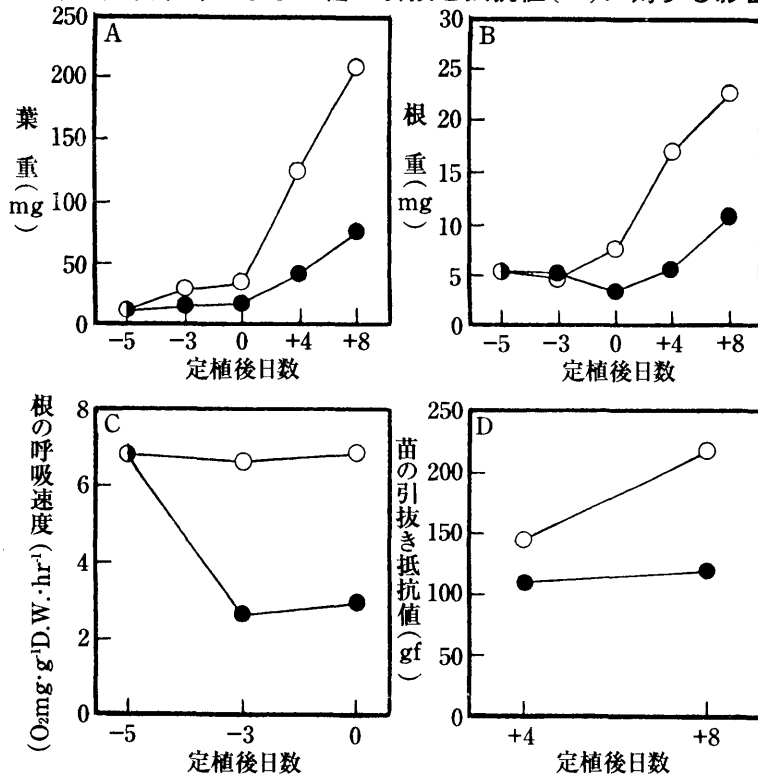 250
200
150
100
50
0
A
葉重(mg)
−5 −3 0 +4 +8
定植後日数
30
25
20
15
10
5
0
B
根重(mg)
−5 −3 0 +4 +8
定植後日数
8
6
4
2
0
C
根の呼吸速度
(O₂mg·g⁻¹D.W.·hr⁻¹)
−5 −3 0
定植後日数
250
200
150
100
50
0
D
苗の引抜き抵抗値(gf)
+4 +8
定植後日数